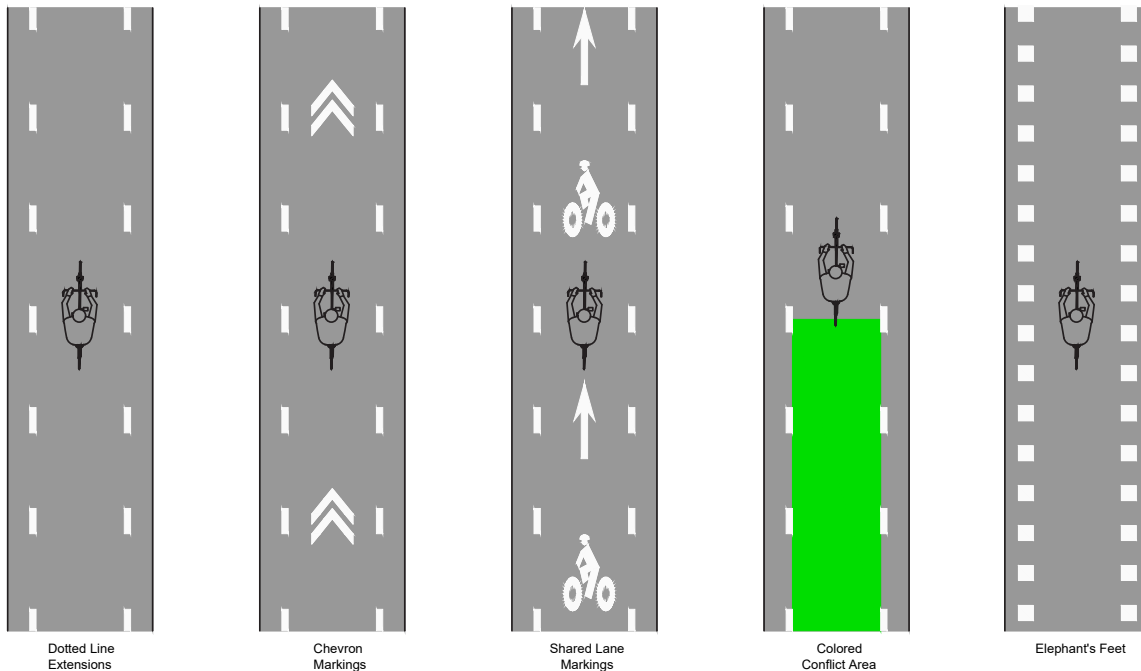 Dotted Line
Extensions
Chevron
Markings
Shared Lane
Markings
Colored
Conflict Area
Elephant's Feet